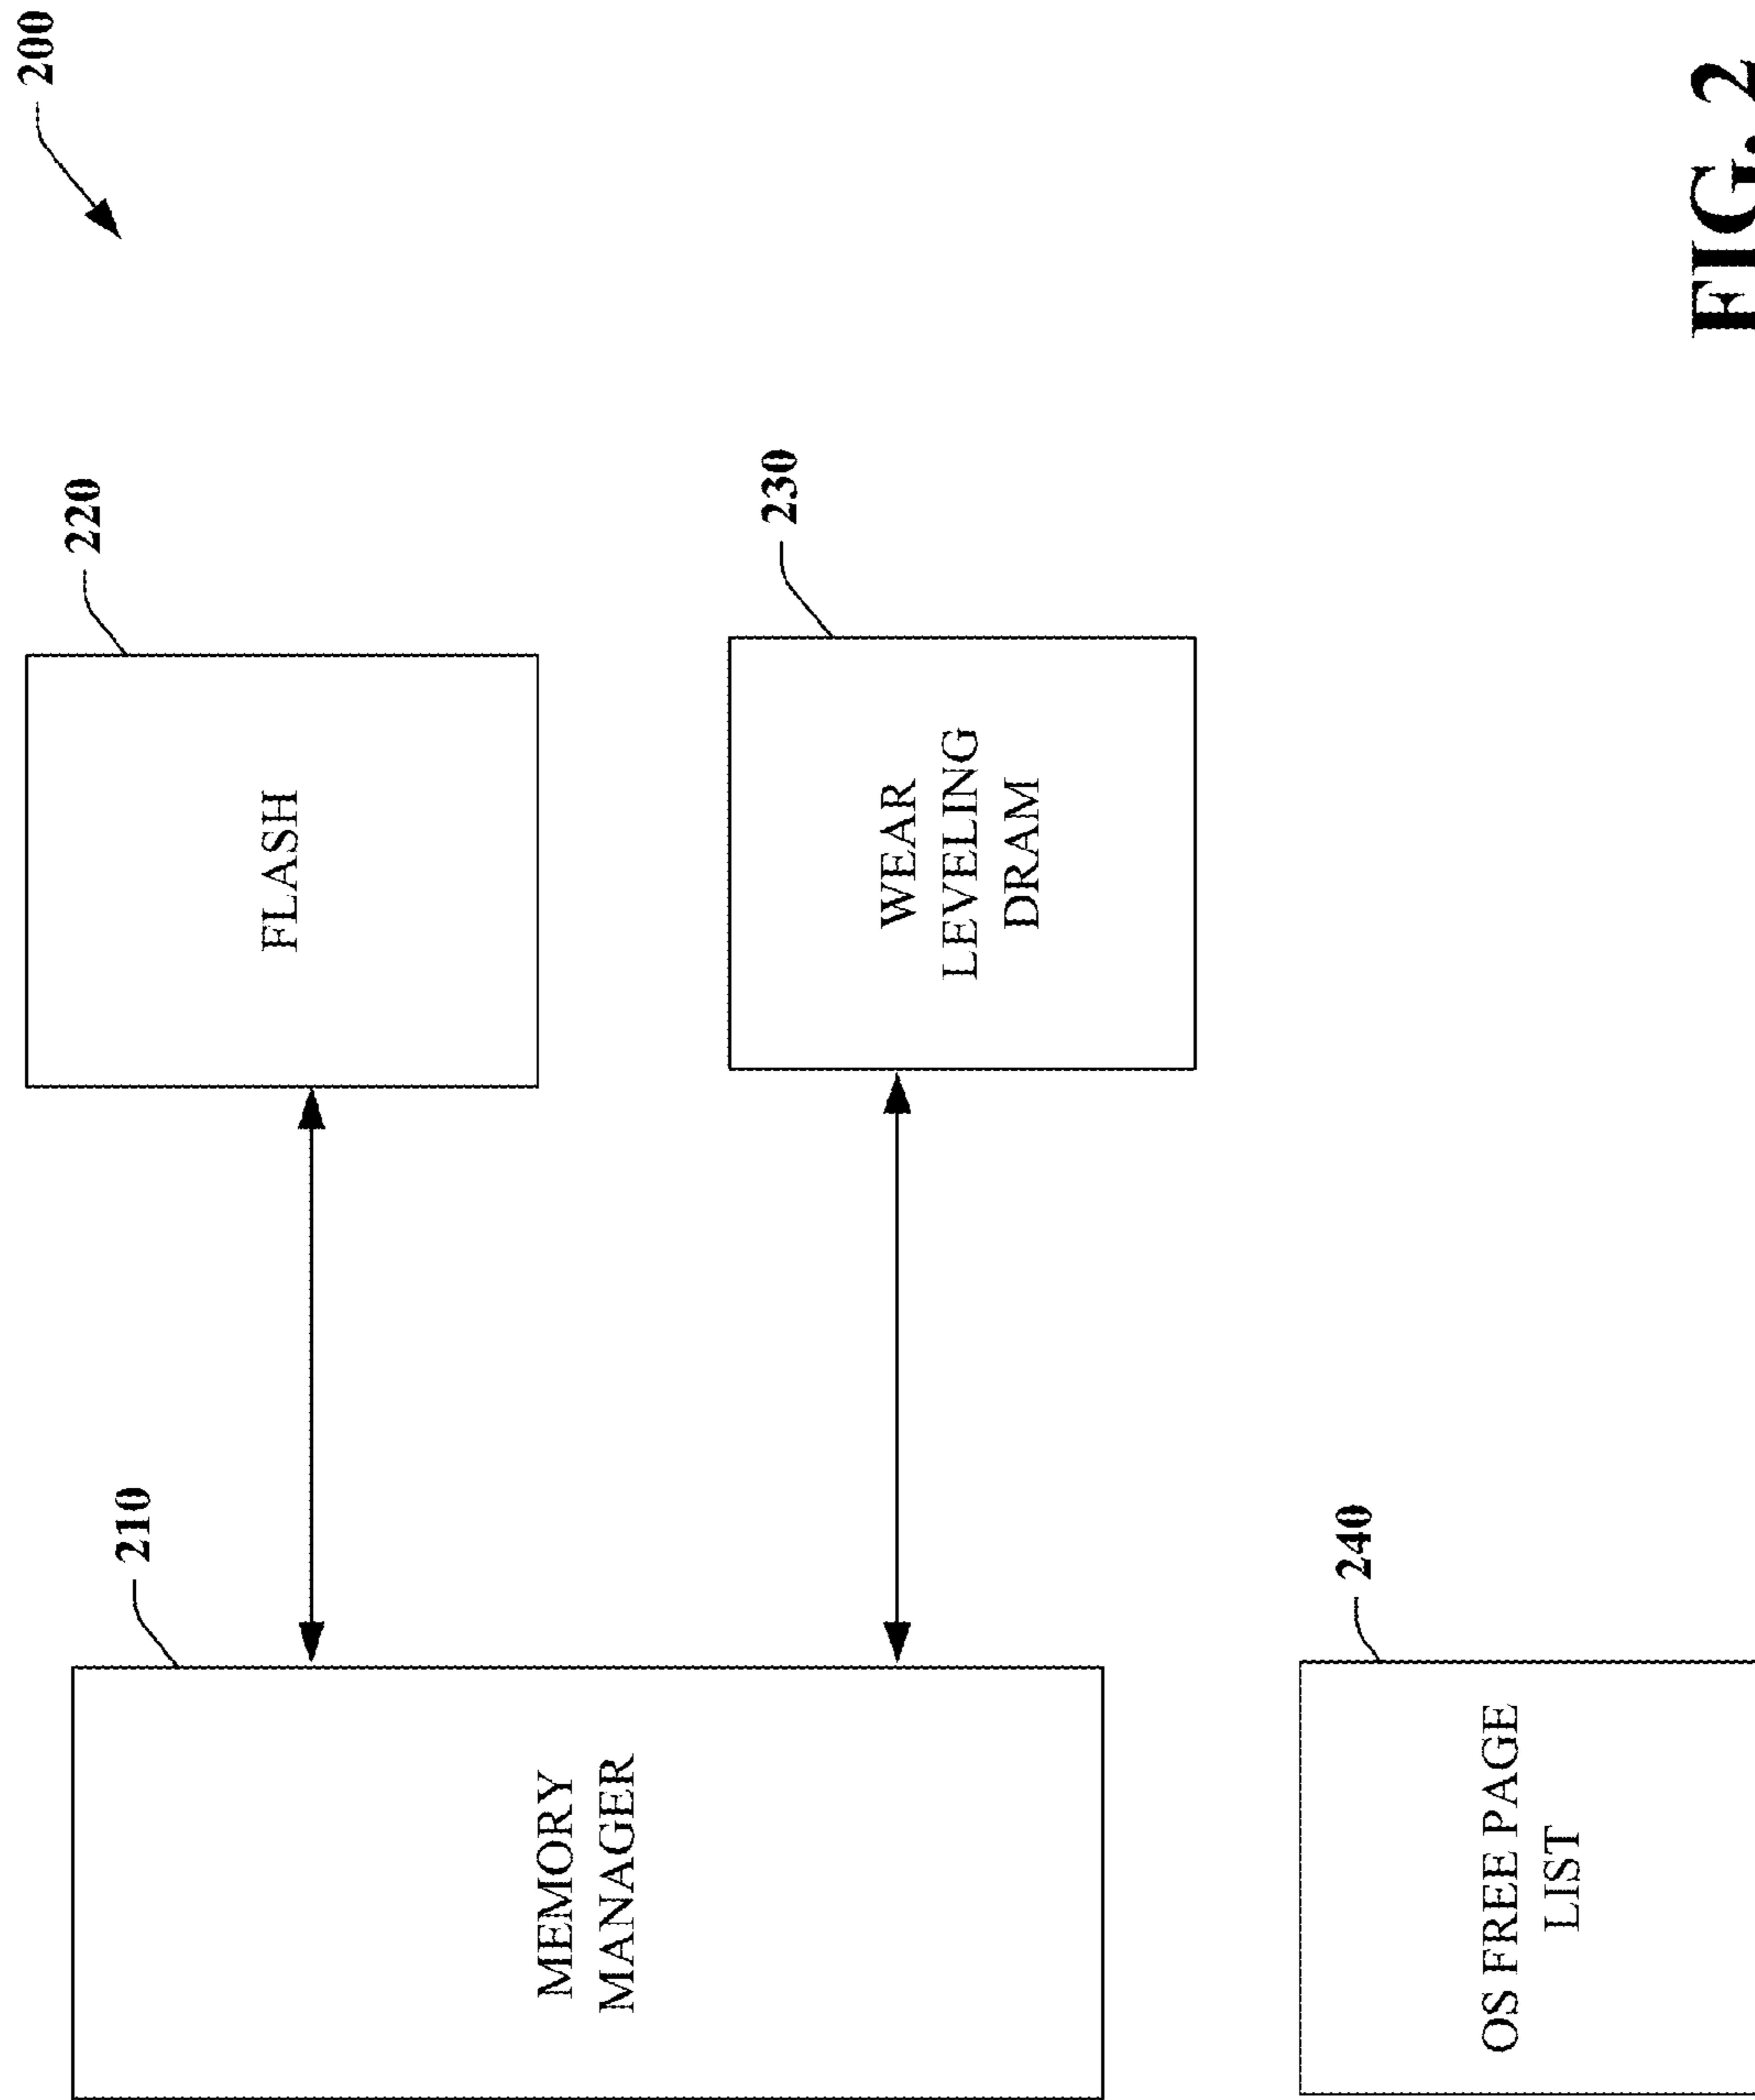 200
210
MEMORY
MANAGER
220
FLASH
230
WEAR
LEVELING
DRAM
240
OS FREE PAGE
LIST
FIG. 2